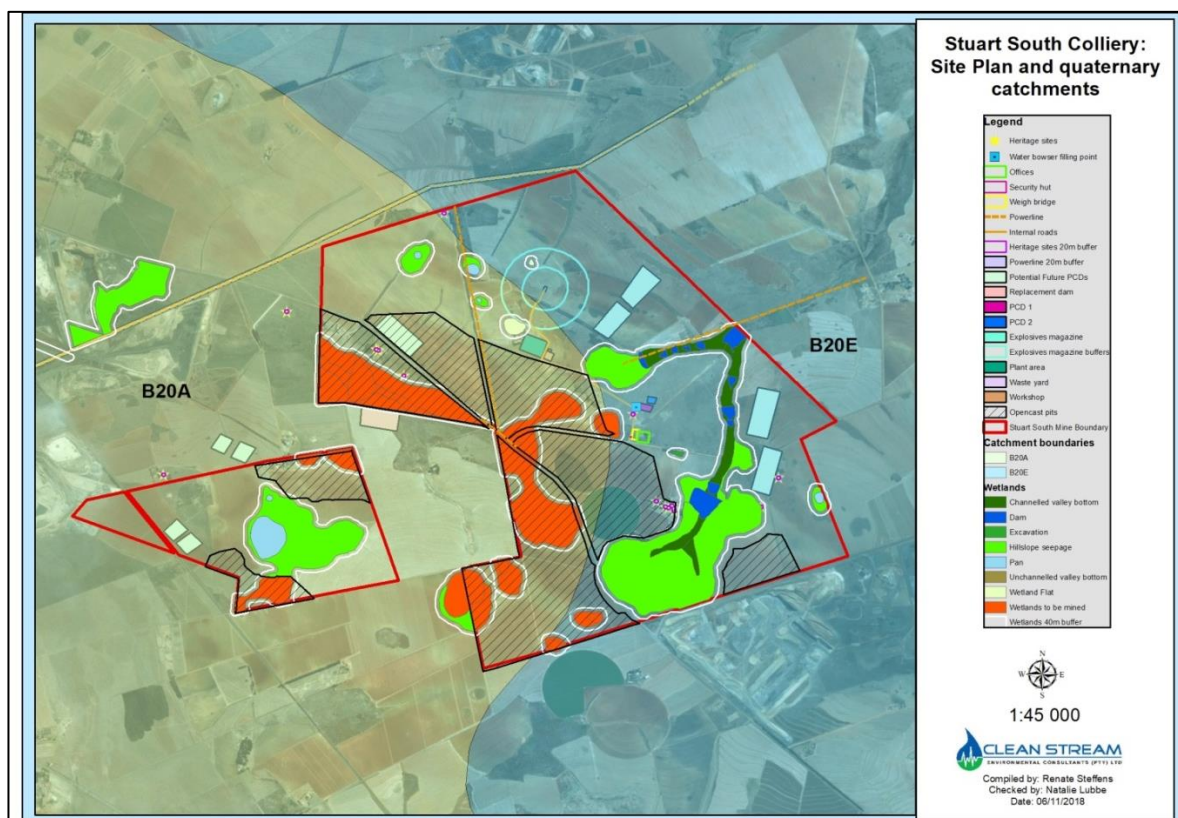 Stuart South Colliery:
Site Plan and quaternary
catchments
Legend
Heritage sites
Water bowser filling point
Offices
Security hut
Weigh bridge
Powerline
Internal roads
Heritage sites 20m buffer
Powerline 20m buffer
Potential Future PCDs
Replacement dam
PCD 1
PCD 2
Explosives magazine
Explosives magazine buffers
Plant area
Waste yard
Workshop
Opencast pits
Stuart South Mine Boundary
Catchment boundaries
B20A
B20E
Wetlands
Channelled valley bottom
Dam
Excavation
Hillslope seepage
Pan
Unchannelled valley bottom
Wetland Flat
Wetlands to be mined
Wetlands 40m buffer
N
W E
S
1:45 000
CLEAN STREAM
ENVIRONMENTAL CONSULTANTS (PTY) LTD
Compiled by: Renate Steffens
Checked by: Natalie Lubbe
Date: 06/11/2018
B20E
B20A